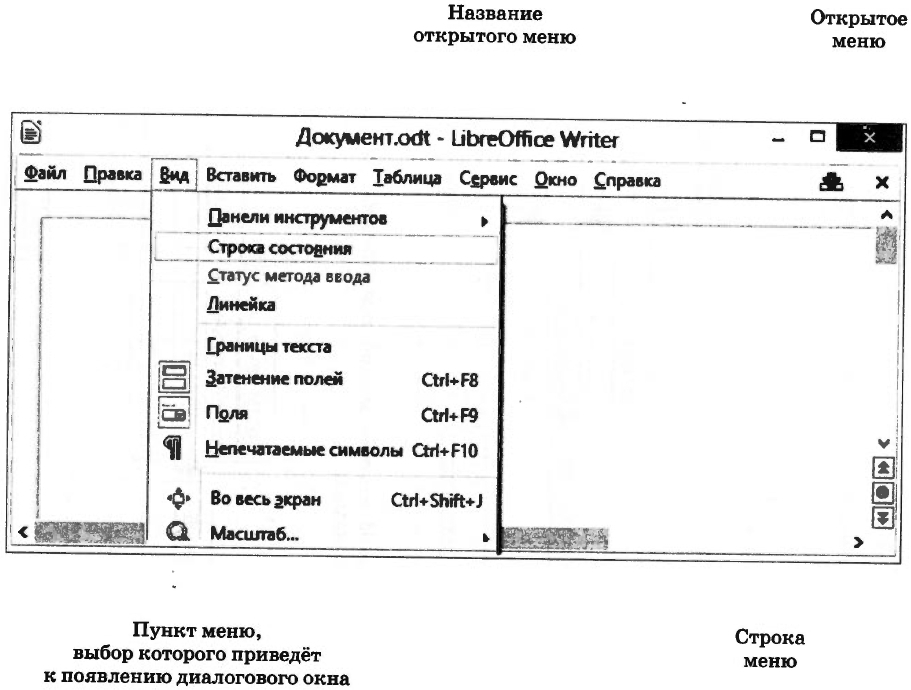 Название
открытого меню
Открытое
меню
Документ.odt - LibreOffice Writer
Файл Правка Вид Вставить Формат Таблица Сервис Окно Справка
Панели инструментов
Строка состояния
Статус метода ввода
Линейка
Границы текста
Затенение полей Ctrl+F8
Поля Ctrl+F9
Непечатаемые символы Ctrl+F10
Во весь экран Ctrl+Shift+J
Масштаб...
Пункт меню,
выбор которого приведёт
к появлению диалогового окна
Строка
меню